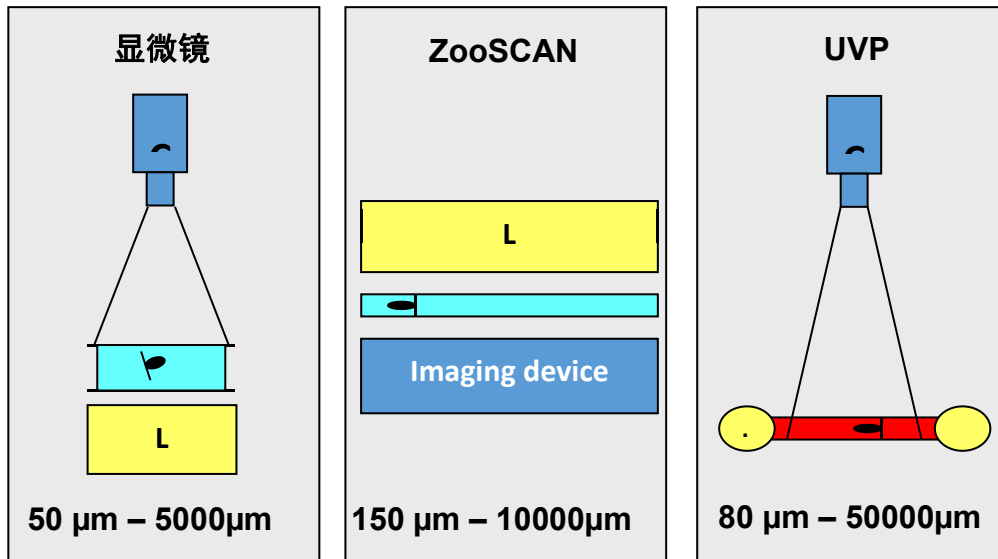 显微镜
L
50 µm – 5000µm
ZooSCAN
L
Imaging device
150 µm – 10000µm
UVP
.
80 µm – 50000µm